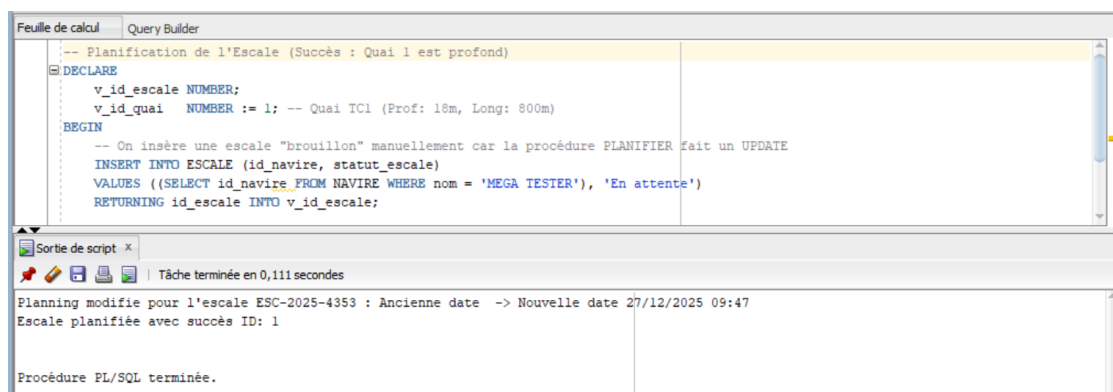 Feuille de calcul Query Builder
-- Planification de l'Escale (Succès : Quai 1 est profond)
DECLARE
v_id_escale NUMBER;
v_id_quai NUMBER := 1; -- Quai TC1 (Prof: 18m, Long: 800m)
BEGIN
-- On insère une escale "brouillon" manuellement car la procédure PLANIFIER fait un UPDATE
INSERT INTO ESCALE (id_navire, statut_escale)
VALUES ((SELECT id_navire FROM NAVIRE WHERE nom = 'MEGA TESTER'), 'En attente')
RETURNING id_escale INTO v_id_escale;
Sortie de script x
Tâche terminée en 0,111 secondes
Planning modifie pour l'escale ESC-2025-4353 : Ancienne date -> Nouvelle date 27/12/2025 09:47
Escale planifiée avec succès ID: 1
Procédure PL/SQL terminée.